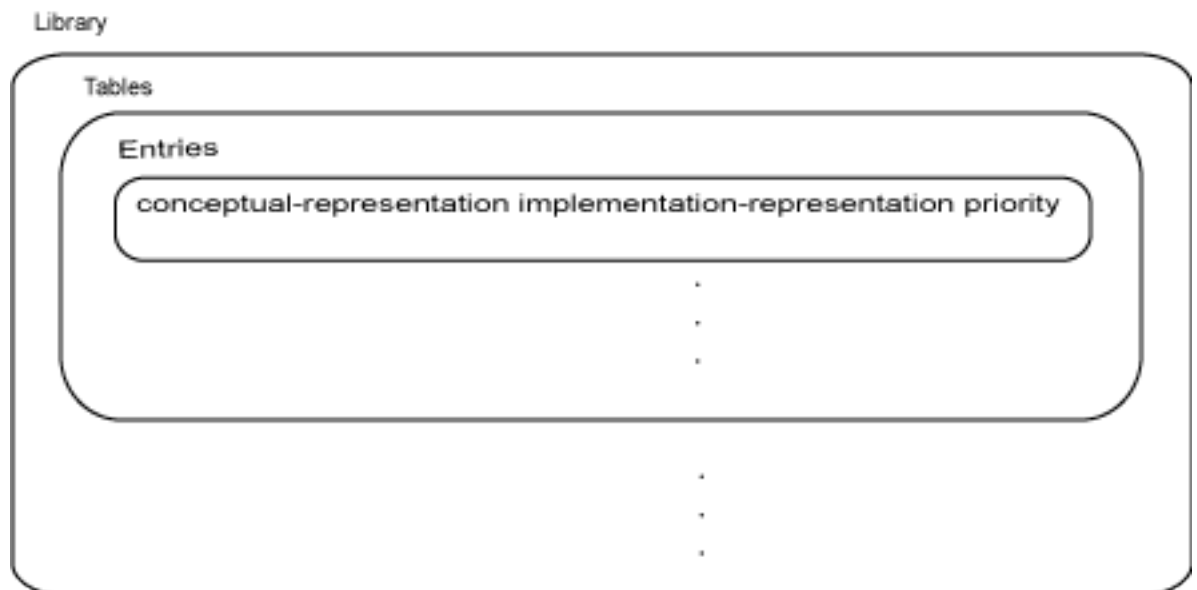 Library
Tables
Entries
conceptual-representation implementation-representation priority